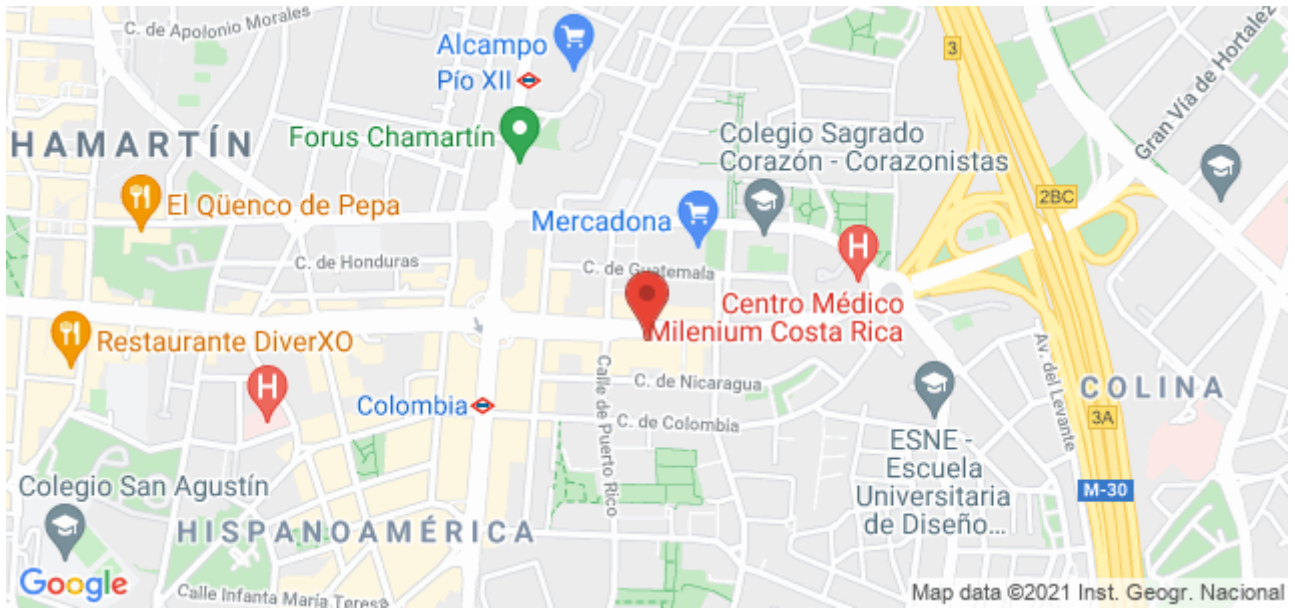 C. de Apolonio Morales
Alcampo
Pío XII
3
Gran Vía de Hortalez
HAMARTÍN
Forus Chamartín
Colegio Sagrado
Corazón - Corazonistas
2BC
El Qüenco de Pepa
Mercadona
H
C. de Honduras
C. de Guatemala
Centro Médico
Milenium Costa Rica
Restaurante DiverXO
H
C. de Nicaragua
Av. del Levante
COLINA
Colombia
C. de Colombia
Calle de Puerto Rico
3A
ESNE -
Escuela
Universitaria
de Diseño...
Colegio San Agustín
M-30
HISPANOAMÉRICA
Google
Calle Infanta María Teresa
Map data ©2021 Inst. Geogr. Nacional